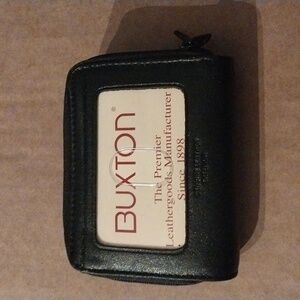 BUXTON®
The Premier
Leathergoods Manufacturer
Since 1898